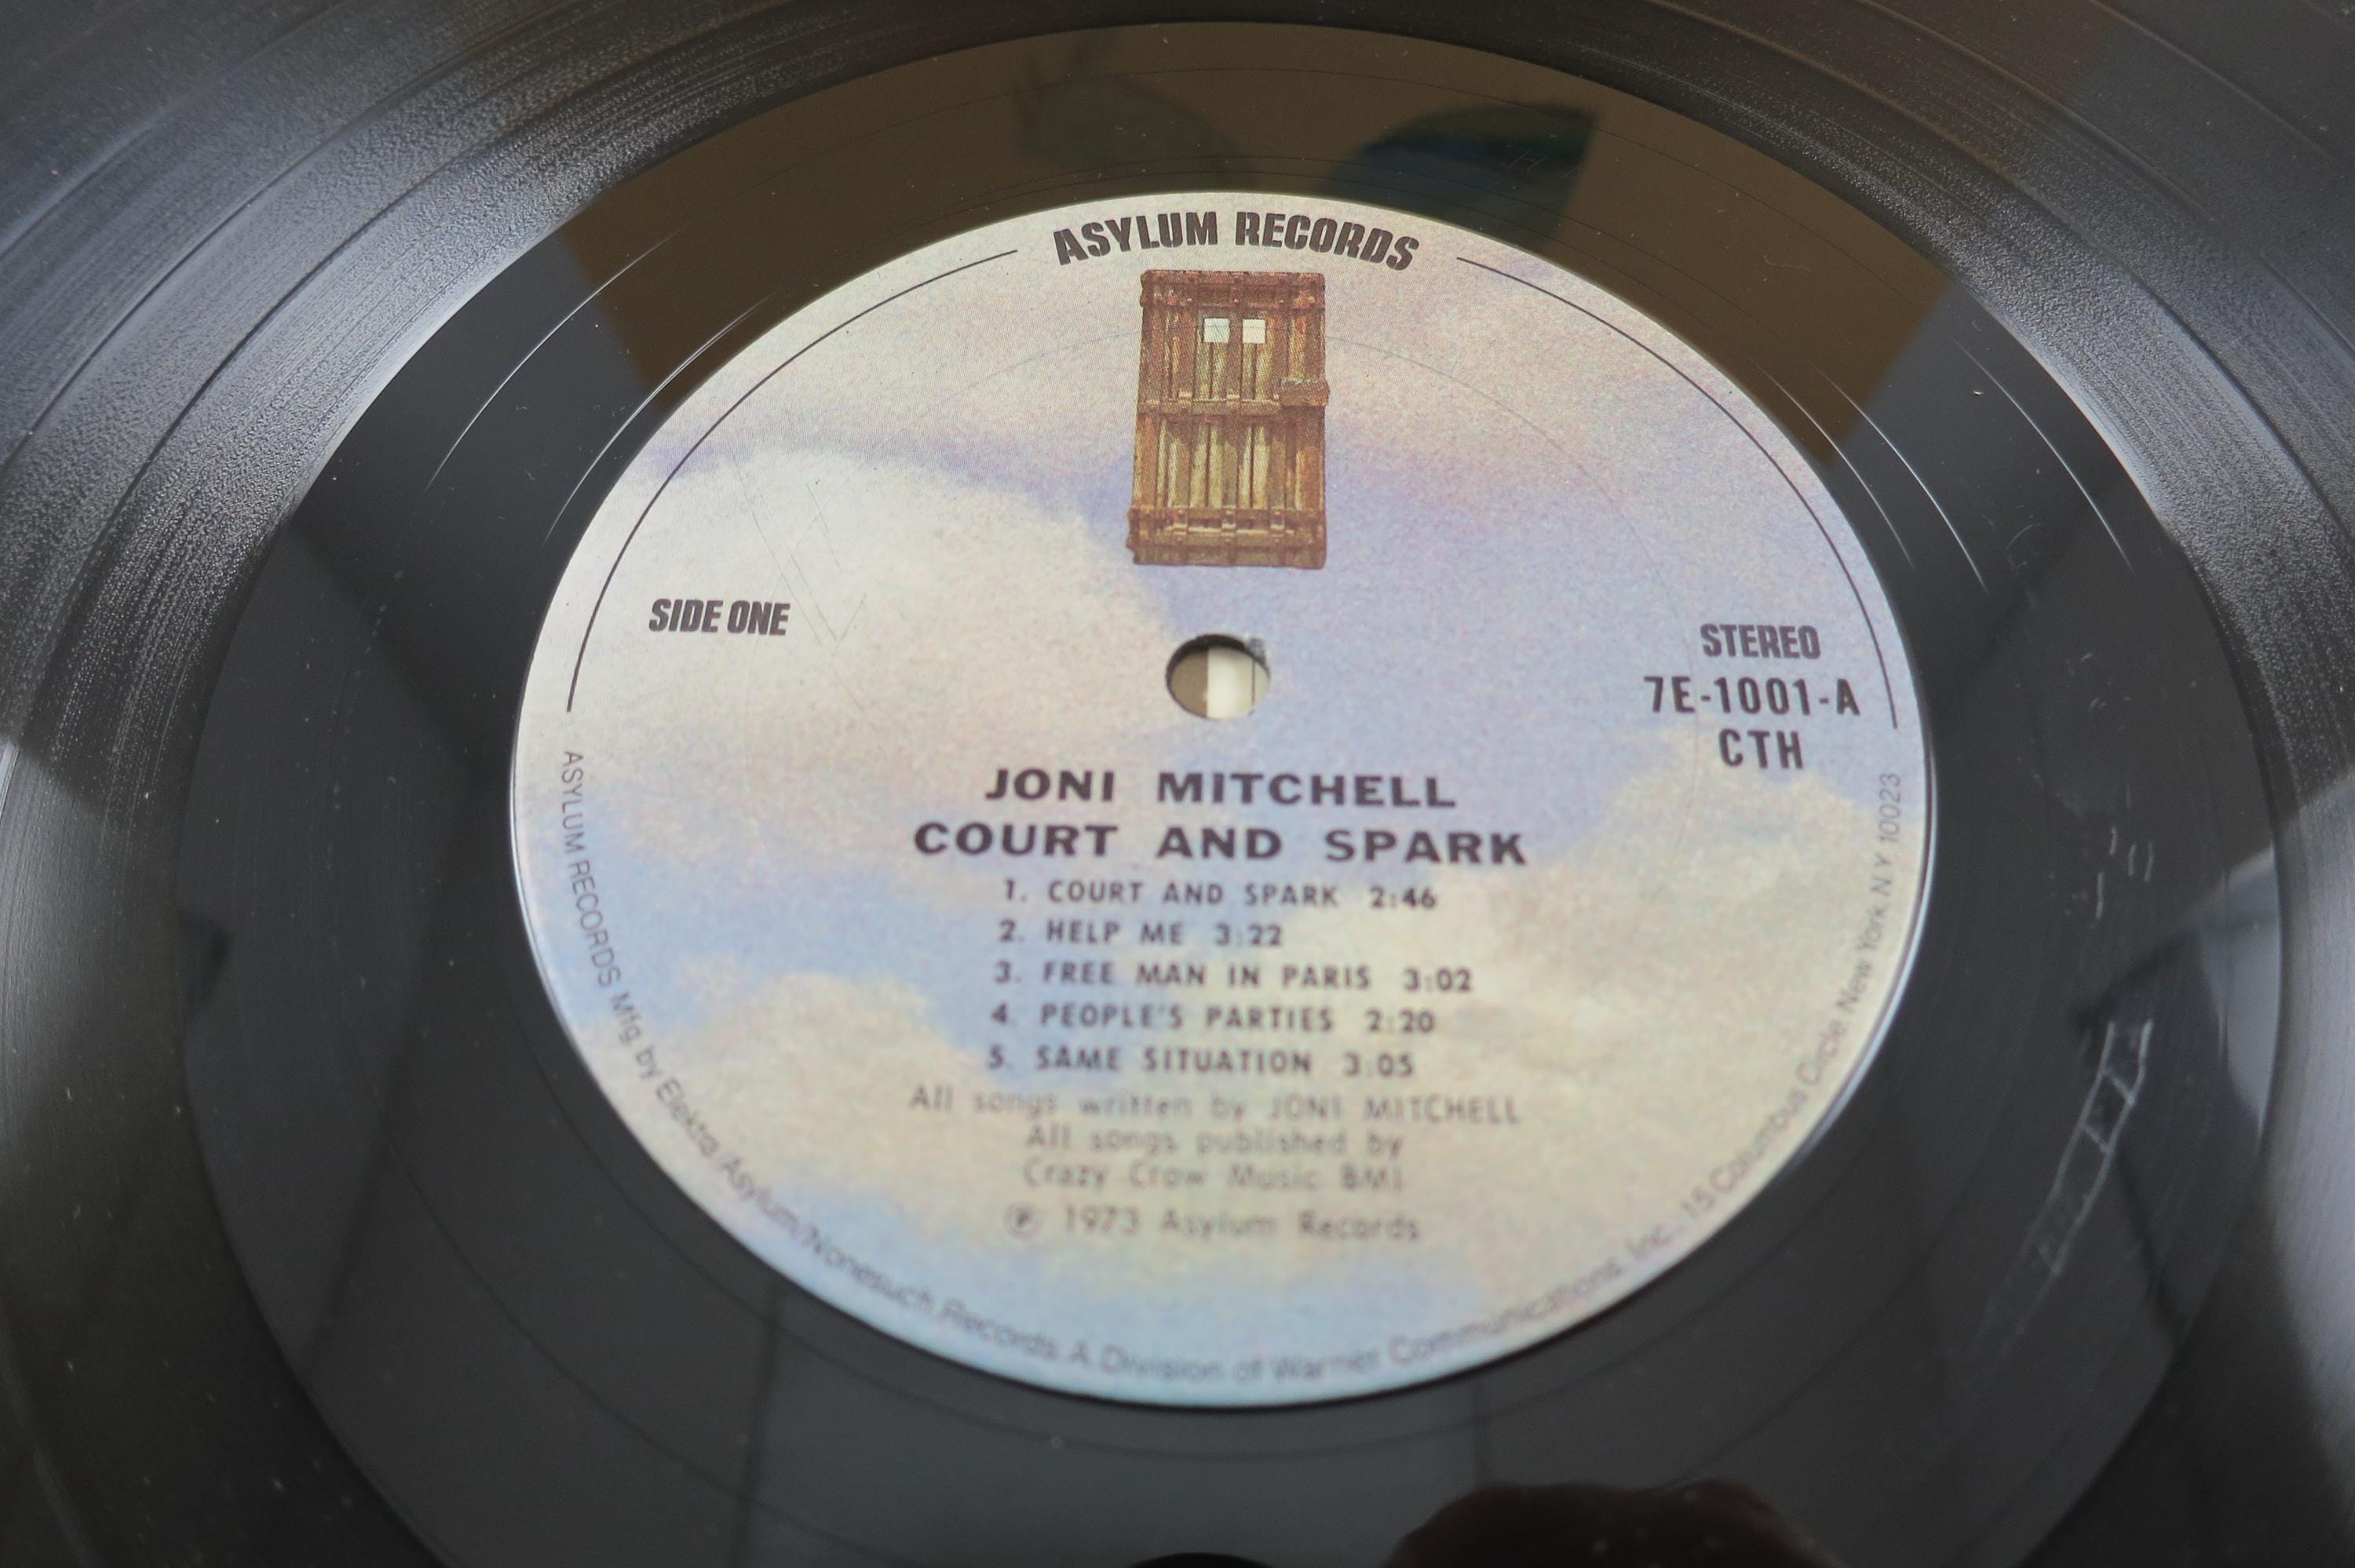 ASYLUM RECORDS
SIDE ONE
STEREO
7E-1001-A
CTH
JONI MITCHELL
COURT AND SPARK
1. COURT AND SPARK 2:46
2. HELP ME 3:22
3. FREE MAN IN PARIS 3:02
4. PEOPLE'S PARTIES 2:20
5. SAME SITUATION 3:05
All songs written by JONI MITCHELL
All songs published by
Crazy Crow Music BMI
℗ 1973 Asylum Records
ASYLUM RECORDS Mfg. by Elektra/Asylum/Nonesuch Records. A Division of Warner Communications, Inc., 15 Columbus Circle New York N Y 10023